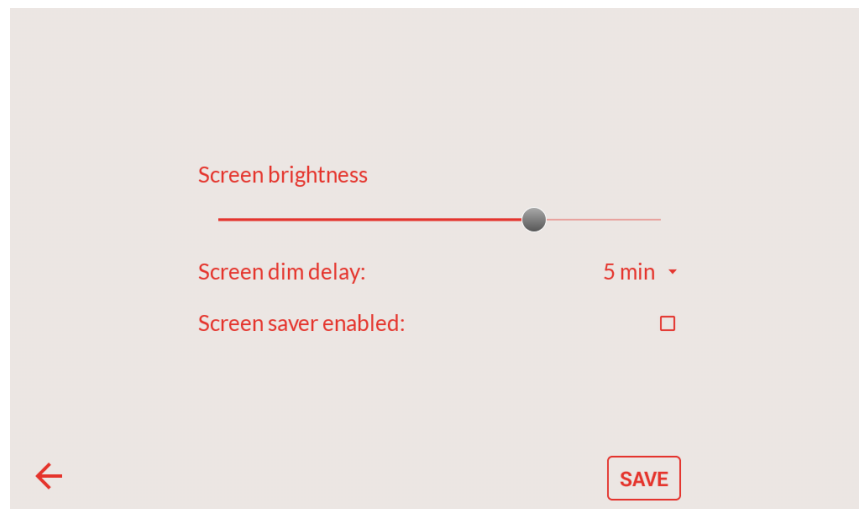 Screen brightness
Screen dim delay: 5 min
Screen saver enabled:
SAVE